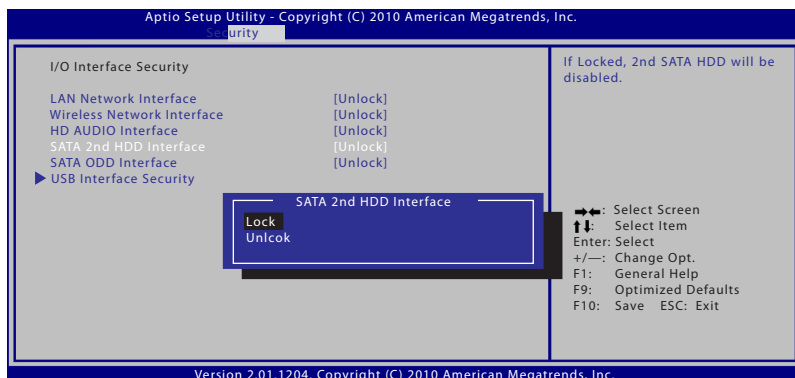 Aptio Setup Utility - Copyright (C) 2010 American Megatrends, Inc.
Security
I/O Interface Security
LAN Network Interface [Unlock]
Wireless Network Interface [Unlock]
HD AUDIO Interface [Unlock]
SATA 2nd HDD Interface [Unlock]
SATA ODD Interface [Unlock]
USB Interface Security
SATA 2nd HDD Interface
Lock
Unlcok
If Locked, 2nd SATA HDD will be
disabled.
→←: Select Screen
↑↓: Select Item
Enter: Select
+/—: Change Opt.
F1: General Help
F9: Optimized Defaults
F10: Save ESC: Exit
Version 2.01.1204. Copyright (C) 2010 American Megatrends, Inc.